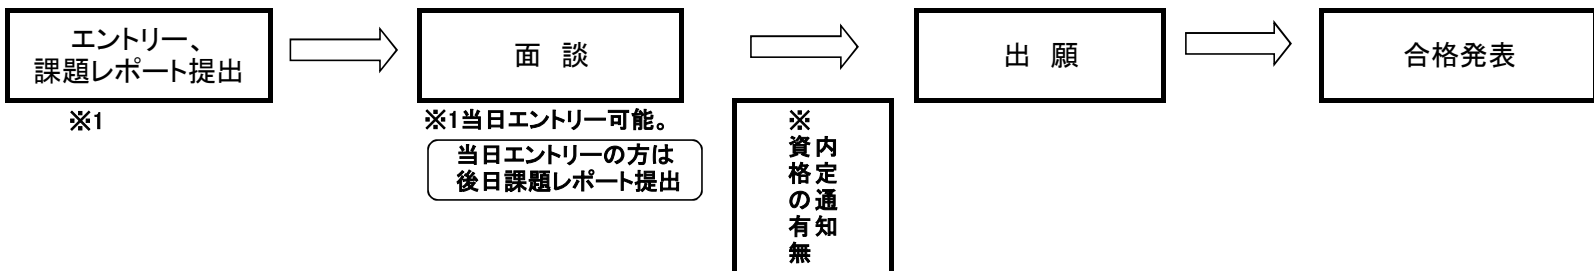 エントリー、
課題レポート提出
面 談
出 願
合格発表
※1
※1当日エントリー可能。
当日エントリーの方は
後日課題レポート提出
内定通知
※資格の有無